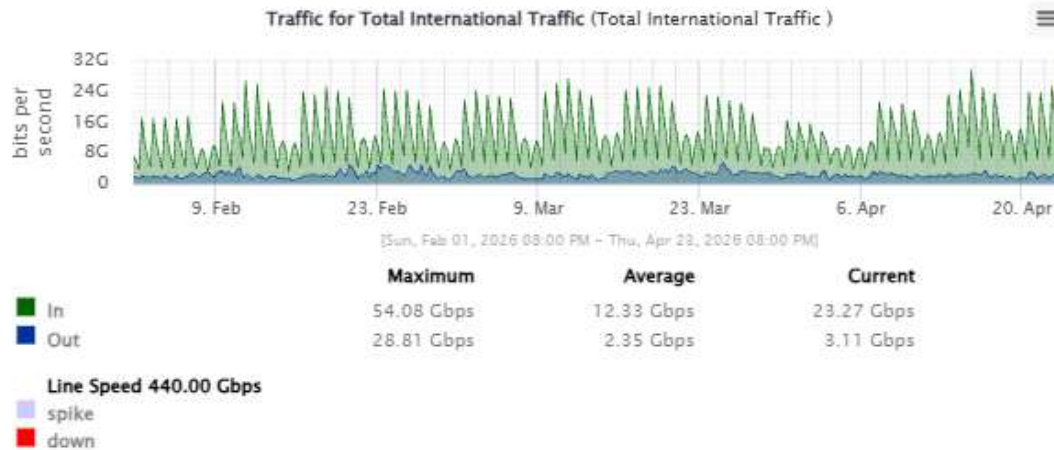 Traffic for Total International Traffic (Total International Traffic )
32G
24G
16G
8G
0
bits per second
9. Feb 23. Feb 9. Mar 23. Mar 6. Apr 20. Apr
[Sun, Feb 01, 2026 08:00 PM - Thu, Apr 23, 2026 08:00 PM]
Maximum Average Current
In 54.08 Gbps 12.33 Gbps 23.27 Gbps
Out 28.81 Gbps 2.35 Gbps 3.11 Gbps
Line Speed 440.00 Gbps
spike
down